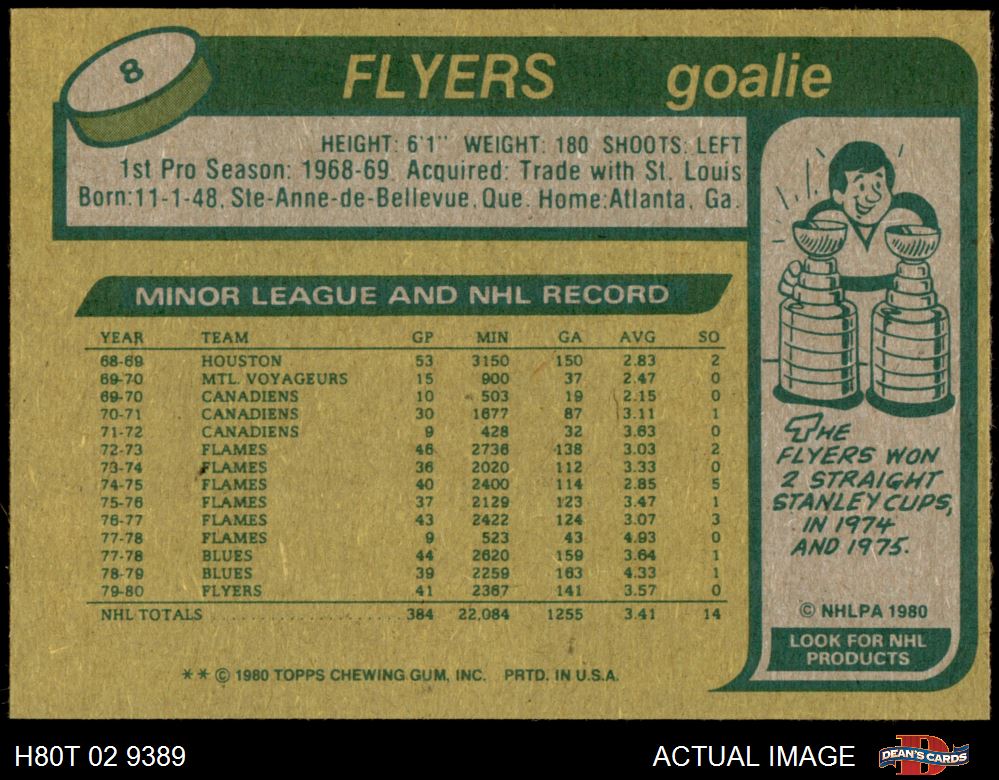 8
FLYERS goalie
HEIGHT: 6'1" WEIGHT: 180 SHOOTS: LEFT
1st Pro Season: 1968-69. Acquired: Trade with St. Louis
Born:11-1-48, Ste-Anne-de-Bellevue, Que. Home:Atlanta, Ga.
MINOR LEAGUE AND NHL RECORD
YEAR TEAM GP MIN GA AVG SO
68-69 HOUSTON 53 3150 150 2.83 2
69-70 MTL. VOYAGEURS 15 900 37 2.47 0
69-70 CANADIENS 10 503 19 2.15 0
70-71 CANADIENS 30 1677 87 3.11 1
71-72 CANADIENS 9 428 32 3.63 0
72-73 FLAMES 46 2736 138 3.03 2
73-74 FLAMES 36 2020 112 3.33 0
74-75 FLAMES 40 2400 114 2.85 5
75-76 FLAMES 37 2129 123 3.47 1
76-77 FLAMES 43 2422 124 3.07 3
77-78 FLAMES 9 523 43 4.93 0
77-78 BLUES 44 2620 159 3.64 1
78-79 BLUES 39 2259 163 4.33 1
79-80 FLYERS 41 2367 141 3.57 0
NHL TOTALS . . . . . . . . . . . . . . . . . . . . . 384 22,084 1255 3.41 14
** © 1980 TOPPS CHEWING GUM, INC. PRTD. IN U.S.A.
THE
FLYERS WON
2 STRAIGHT
STANLEY CUPS,
IN 1974
AND 1975.
© NHLPA 1980
LOOK FOR NHL
PRODUCTS
H80T 02 9389 ACTUAL IMAGE
DEAN'S CARDS